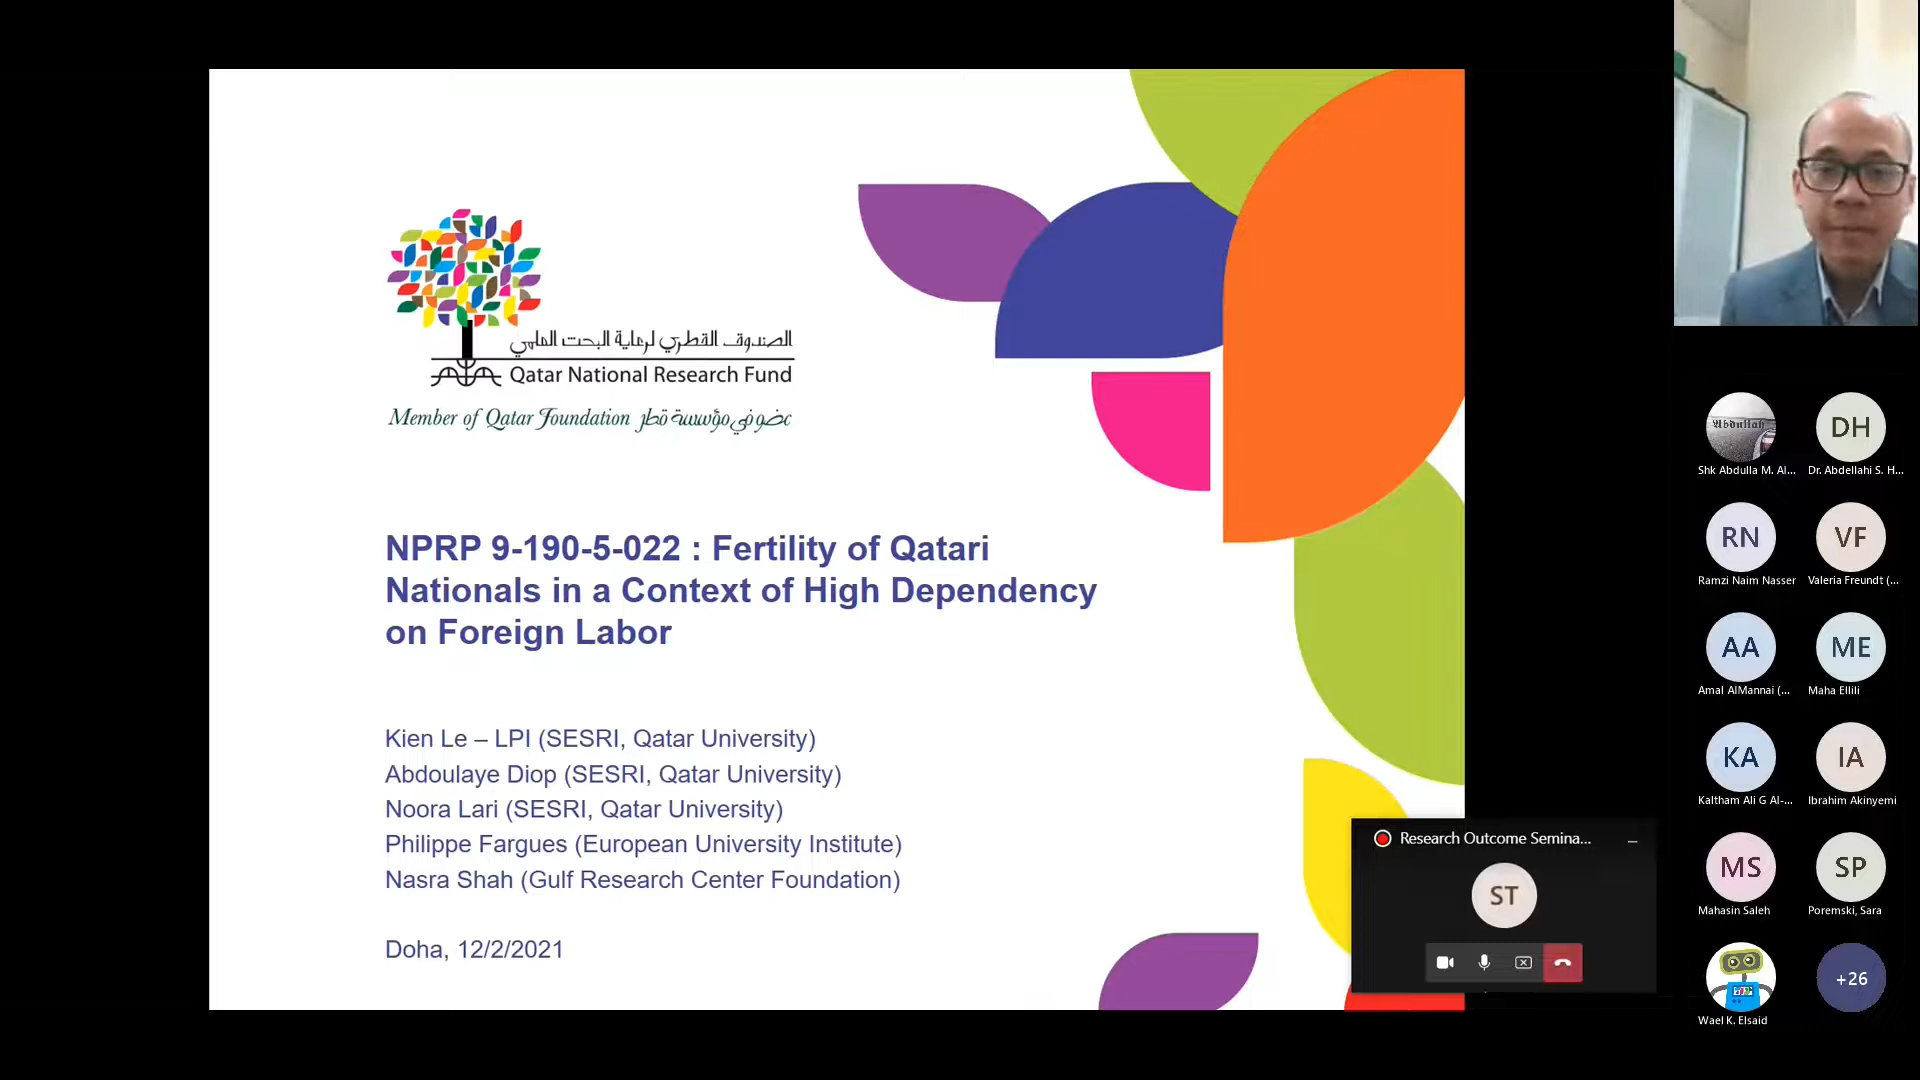 الصندوق القطري لرعاية البحث العلمي
Qatar National Research Fund
Member of Qatar Foundation عضو في مؤسسة قطر
NPRP 9-190-5-022 : Fertility of Qatari
Nationals in a Context of High Dependency
on Foreign Labor
Kien Le – LPI (SESRI, Qatar University)
Abdoulaye Diop (SESRI, Qatar University)
Noora Lari (SESRI, Qatar University)
Philippe Fargues (European University Institute)
Nasra Shah (Gulf Research Center Foundation)
Doha, 12/2/2021
Research Outcome Semina...
ST
Abdullah
DH
Shk Abdulla M. Al...
Dr. Abdellahi S. H...
RN
VF
Ramzi Naim Nasser
Valeria Freundt (...
AA
ME
Amal AlMannai (...
Maha Ellili
KA
IA
Kaltham Ali G Al-...
Ibrahim Akinyemi
MS
SP
Mahasin Saleh
Poremski, Sara
+26
Wael K. Elsaid